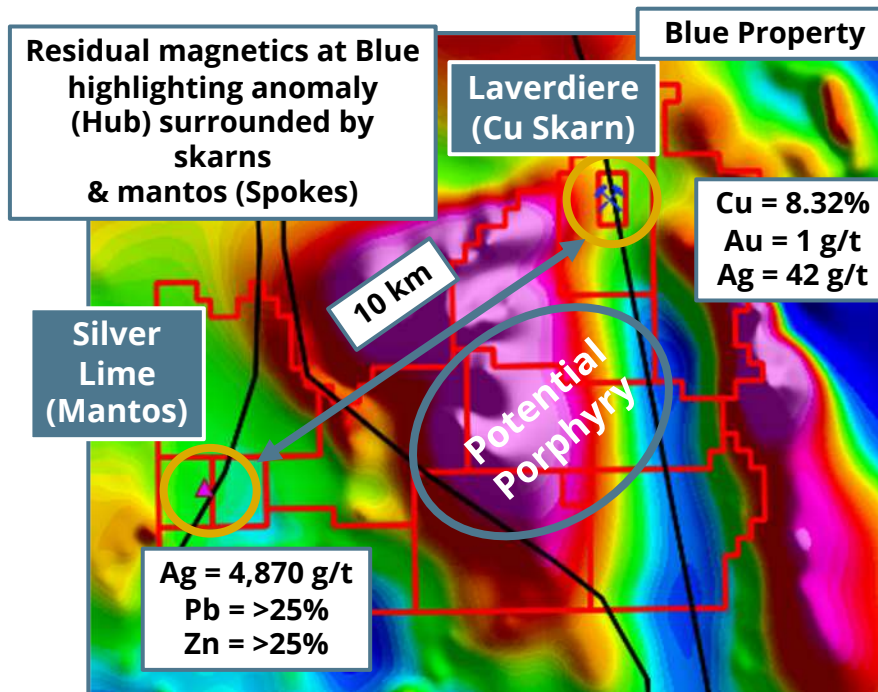 Residual magnetics at Blue
highlighting anomaly
(Hub) surrounded by
skarns
& mantos (Spokes)
Blue Property
Laverdiere
(Cu Skarn)
Cu = 8.32%
Au = 1 g/t
Ag = 42 g/t
10 km
Silver
Lime
(Mantos)
Potential
Porphyry
Ag = 4,870 g/t
Pb = >25%
Zn = >25%